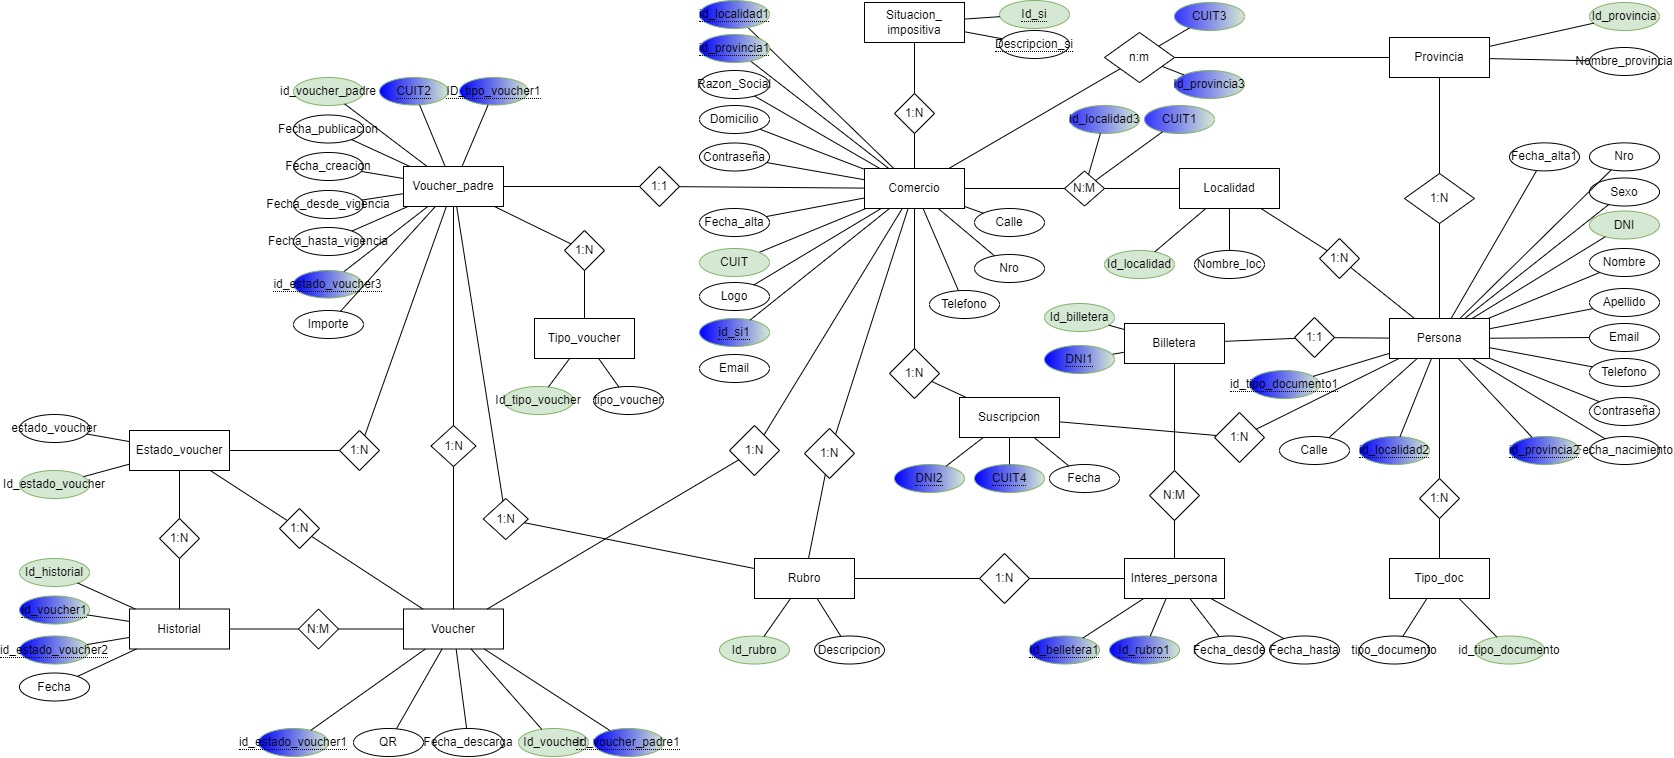 id_localidad1
Situacion_
impositiva
Id_si
Descripcion_si
CUIT3
Id_provincia
id_provincia1
n:m
Provincia
Nombre_provincia
Razon_Social
id_provincia3
id_voucher_padre
CUIT2
ID_tipo_voucher1
Domicilio
1:N
id_localidad3
CUIT1
Fecha_publicacion
Contraseña
Fecha_alta1
Nro
Fecha_creacion
Voucher_padre
1:1
Comercio
N:M
Localidad
1:N
Sexo
Fecha_desde_vigencia
Fecha_alta
Calle
DNI
Fecha_hasta_vigencia
1:N
CUIT
Nro
Id_localidad
Nombre_loc
1:N
Nombre
id_estado_voucher3
Logo
Telefono
Apellido
Importe
id_si1
Id_billetera
Tipo_voucher
Billetera
1:1
Persona
Email
Email
DNI1
1:N
id_tipo_documento1
Telefono
Id_tipo_voucher
tipo_voucher
Suscripcion
Contraseña
estado_voucher
Estado_voucher
1:N
1:N
1:N
1:N
1:N
Calle
id_localidad2
id_provincia2
Fecha_nacimiento
Id_estado_voucher
DNI2
CUIT4
Fecha
N:M
1:N
1:N
1:N
1:N
Id_historial
Rubro
1:N
Interes_persona
Tipo_doc
id_voucher1
Historial
N:M
Voucher
id_estado_voucher2
Id_rubro
Descripcion
id_belletera1
Id_rubro1
Fecha_desde
Fecha_hasta
tipo_documento
id_tipo_documento
Fecha
id_estado_voucher1
QR
Fecha_descarga
Id_voucher
id_voucher_padre1